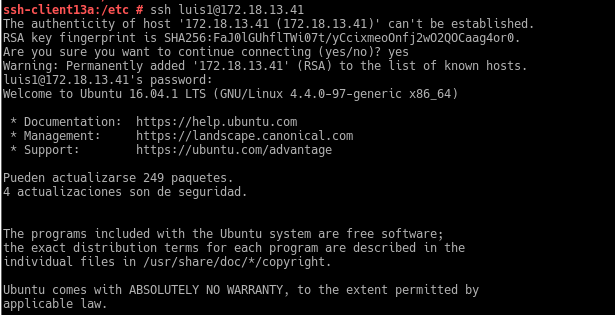 ssh-client13a:/etc # ssh luis1@172.18.13.41
The authenticity of host '172.18.13.41 (172.18.13.41)' can't be established.
RSA key fingerprint is SHA256:FaJ0lGUhflTWi07t/yCcixmeoOnfj2wO2QOCaag4or0.
Are you sure you want to continue connecting (yes/no)? yes
Warning: Permanently added '172.18.13.41' (RSA) to the list of known hosts.
luis1@172.18.13.41's password:
Welcome to Ubuntu 16.04.1 LTS (GNU/Linux 4.4.0-97-generic x86_64)
* Documentation:  https://help.ubuntu.com
* Management:     https://landscape.canonical.com
* Support:        https://ubuntu.com/advantage
Pueden actualizarse 249 paquetes.
4 actualizaciones son de seguridad.
The programs included with the Ubuntu system are free software;
the exact distribution terms for each program are described in the
individual files in /usr/share/doc/*/copyright.
Ubuntu comes with ABSOLUTELY NO WARRANTY, to the extent permitted by
applicable law.